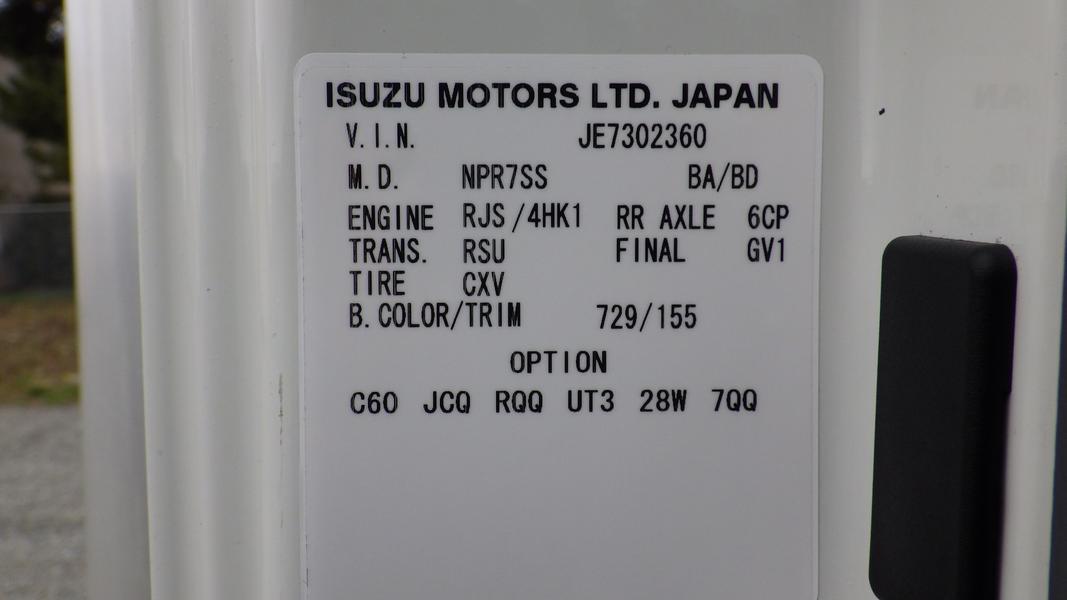 ISUZU MOTORS LTD. JAPAN
V.I.N. JE7302360
M.D. NPR7SS BA/BD
ENGINE RJS/4HK1 RR AXLE 6CP
TRANS. RSU FINAL GV1
TIRE CXV
B.COLOR/TRIM 729/155
OPTION
C60 JCQ RQQ UT3 28W 7QQ